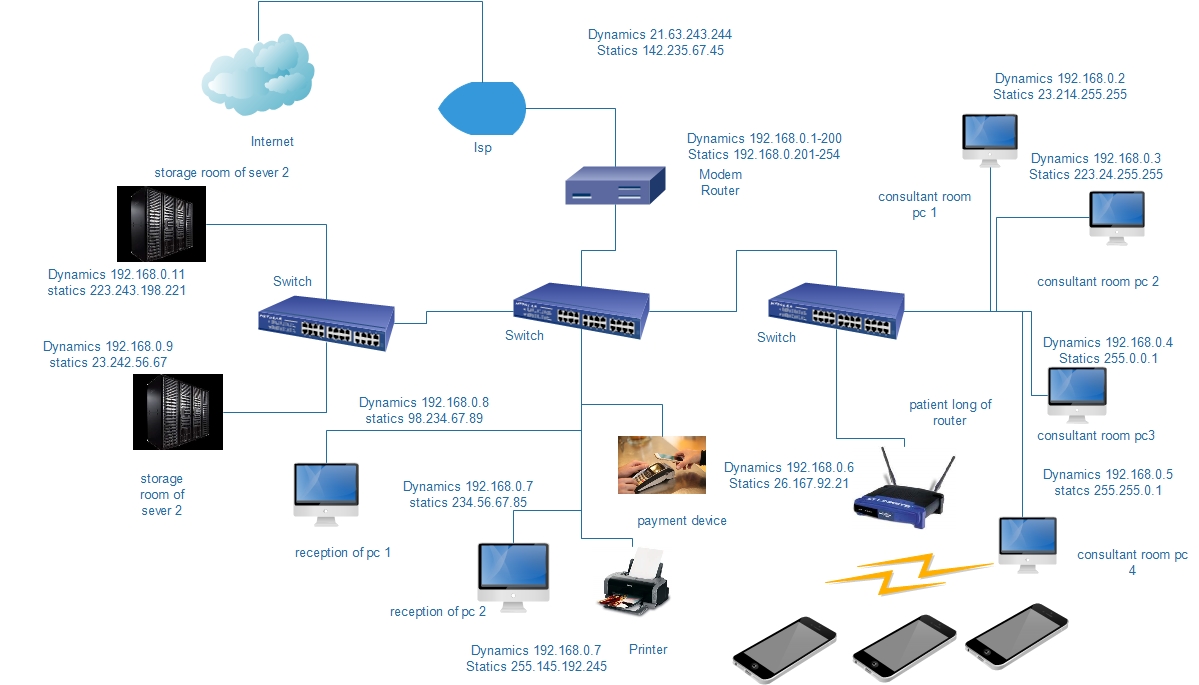 Dynamics 21.63.243.244
Statics 142.235.67.45
Internet
Isp
Dynamics 192.168.0.1-200
Statics 192.168.0.201-254
Modem
Router
Dynamics 192.168.0.2
Statics 23.214.255.255
consultant room
pc 1
Dynamics 192.168.0.3
Statics 223.24.255.255
consultant room pc 2
storage room of sever 2
Dynamics 192.168.0.11
statics 223.243.198.221
Switch
Switch
Switch
Dynamics 192.168.0.9
statics 23.242.56.67
storage
room of
sever 2
Dynamics 192.168.0.8
statics 98.234.67.89
reception of pc 1
Dynamics 192.168.0.7
statics 234.56.67.85
reception of pc 2
Dynamics 192.168.0.7
Statics 255.145.192.245
Printer
payment device
Dynamics 192.168.0.6
Statics 26.167.92.21
patient long of
router
Dynamics 192.168.0.4
Statics 255.0.0.1
consultant room pc3
Dynamics 192.168.0.5
statcs 255.255.0.1
consultant room pc
4